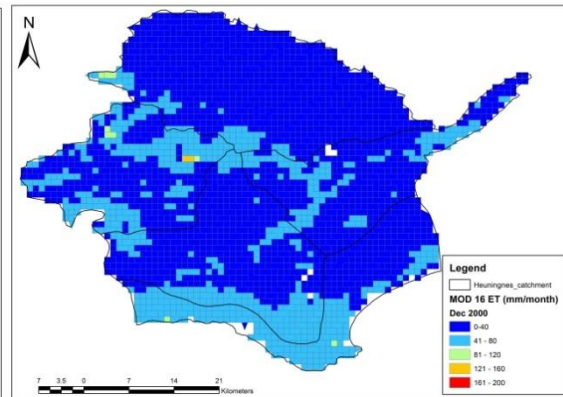 N
Legend
Heuningnes_catchment
MOD 16 ET (mm/month)
Dec 2000
0-40
41 - 80
81 - 120
121 - 160
161 - 200
7 3.5 0 7 14 21
Kilometers